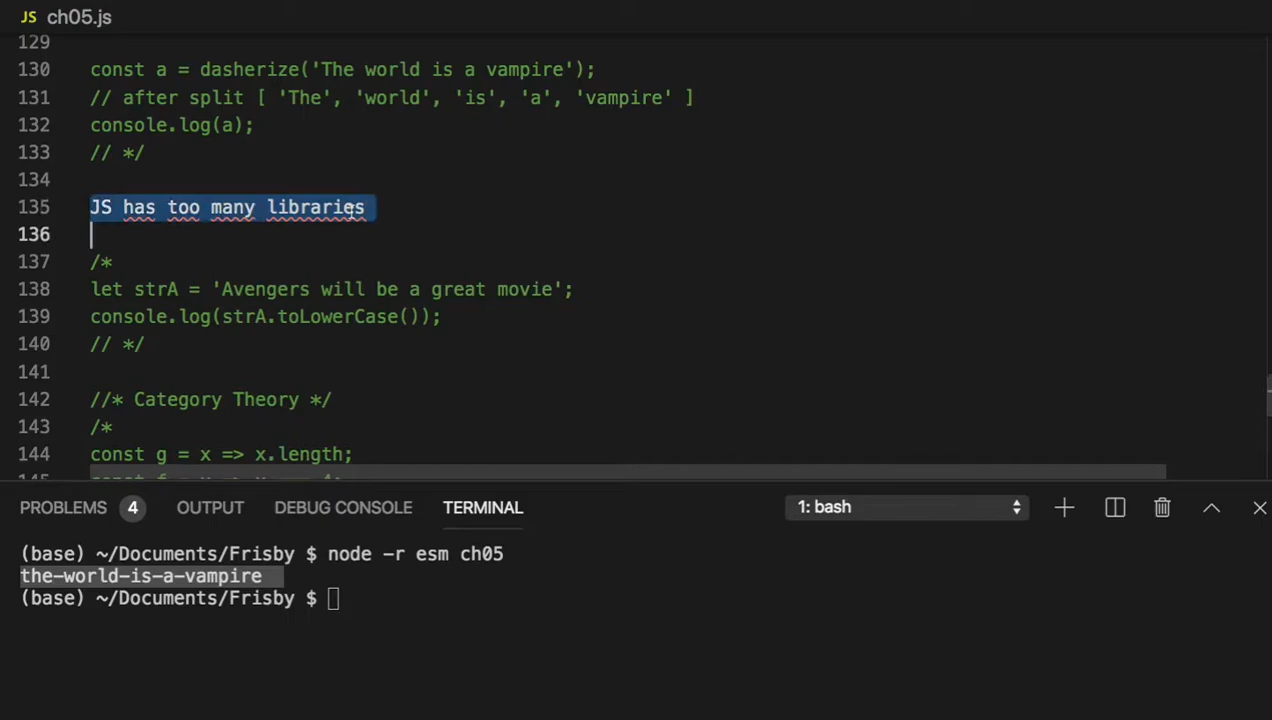 JS ch05.js
129
130 const a = dasherize('The world is a vampire');
131 // after split [ 'The', 'world', 'is', 'a', 'vampire' ]
132 console.log(a);
133 // */
134
135 JS has too many libraries
136
137 /*
138 let strA = 'Avengers will be a great movie';
139 console.log(strA.toLowerCase());
140 // */
141
142 //* Category Theory */
143 /*
144 const g = x => x.length;
PROBLEMS 4 OUTPUT DEBUG CONSOLE TERMINAL 1: bash
(base) ~/Documents/Frisby $ node -r esm ch05
the-world-is-a-vampire
(base) ~/Documents/Frisby $